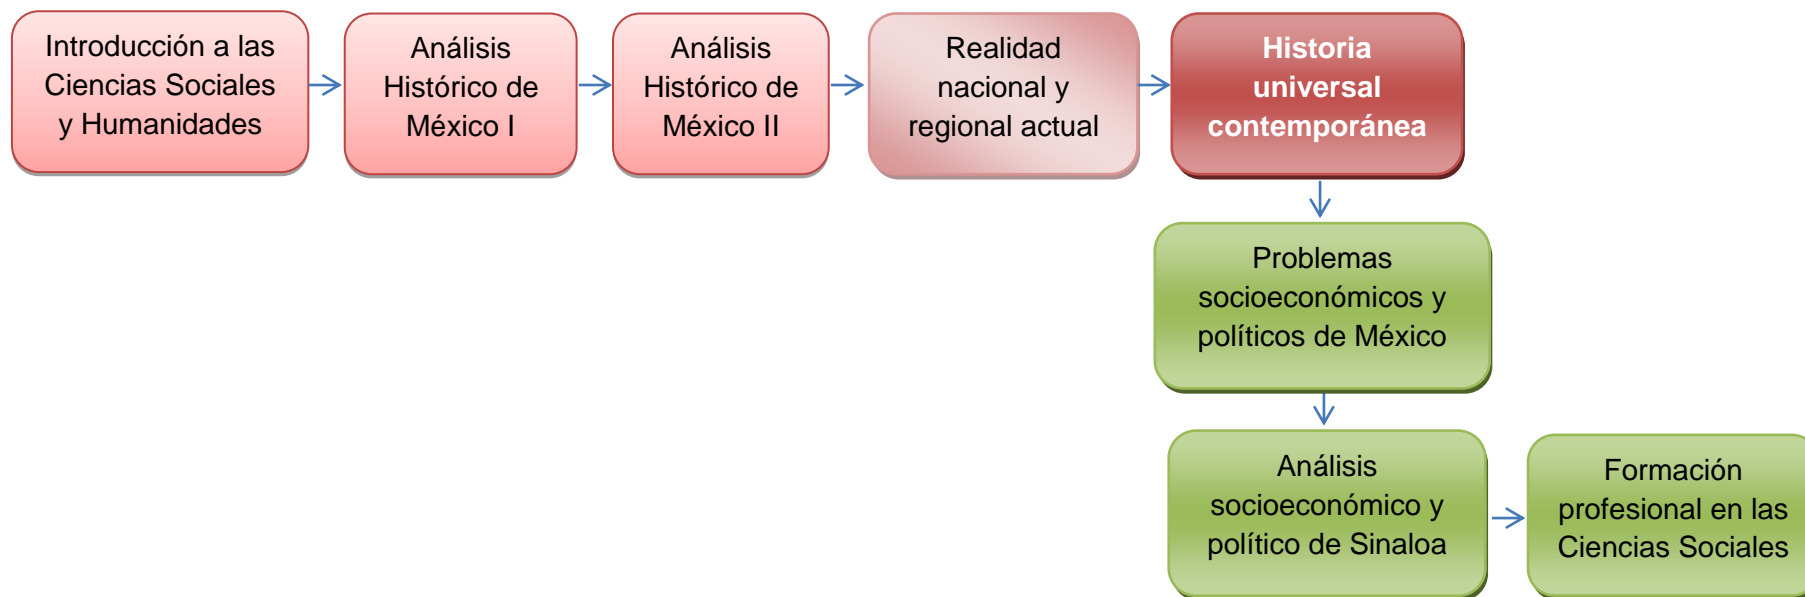 Introducción a las
Ciencias Sociales
y Humanidades
Análisis
Histórico de
México I
Análisis
Histórico de
México II
Realidad
nacional y
regional actual
Historia
universal
contemporánea
Problemas
socioeconómicos y
políticos de México
Análisis
socioeconómico y
político de Sinaloa
Formación
profesional en las
Ciencias Sociales